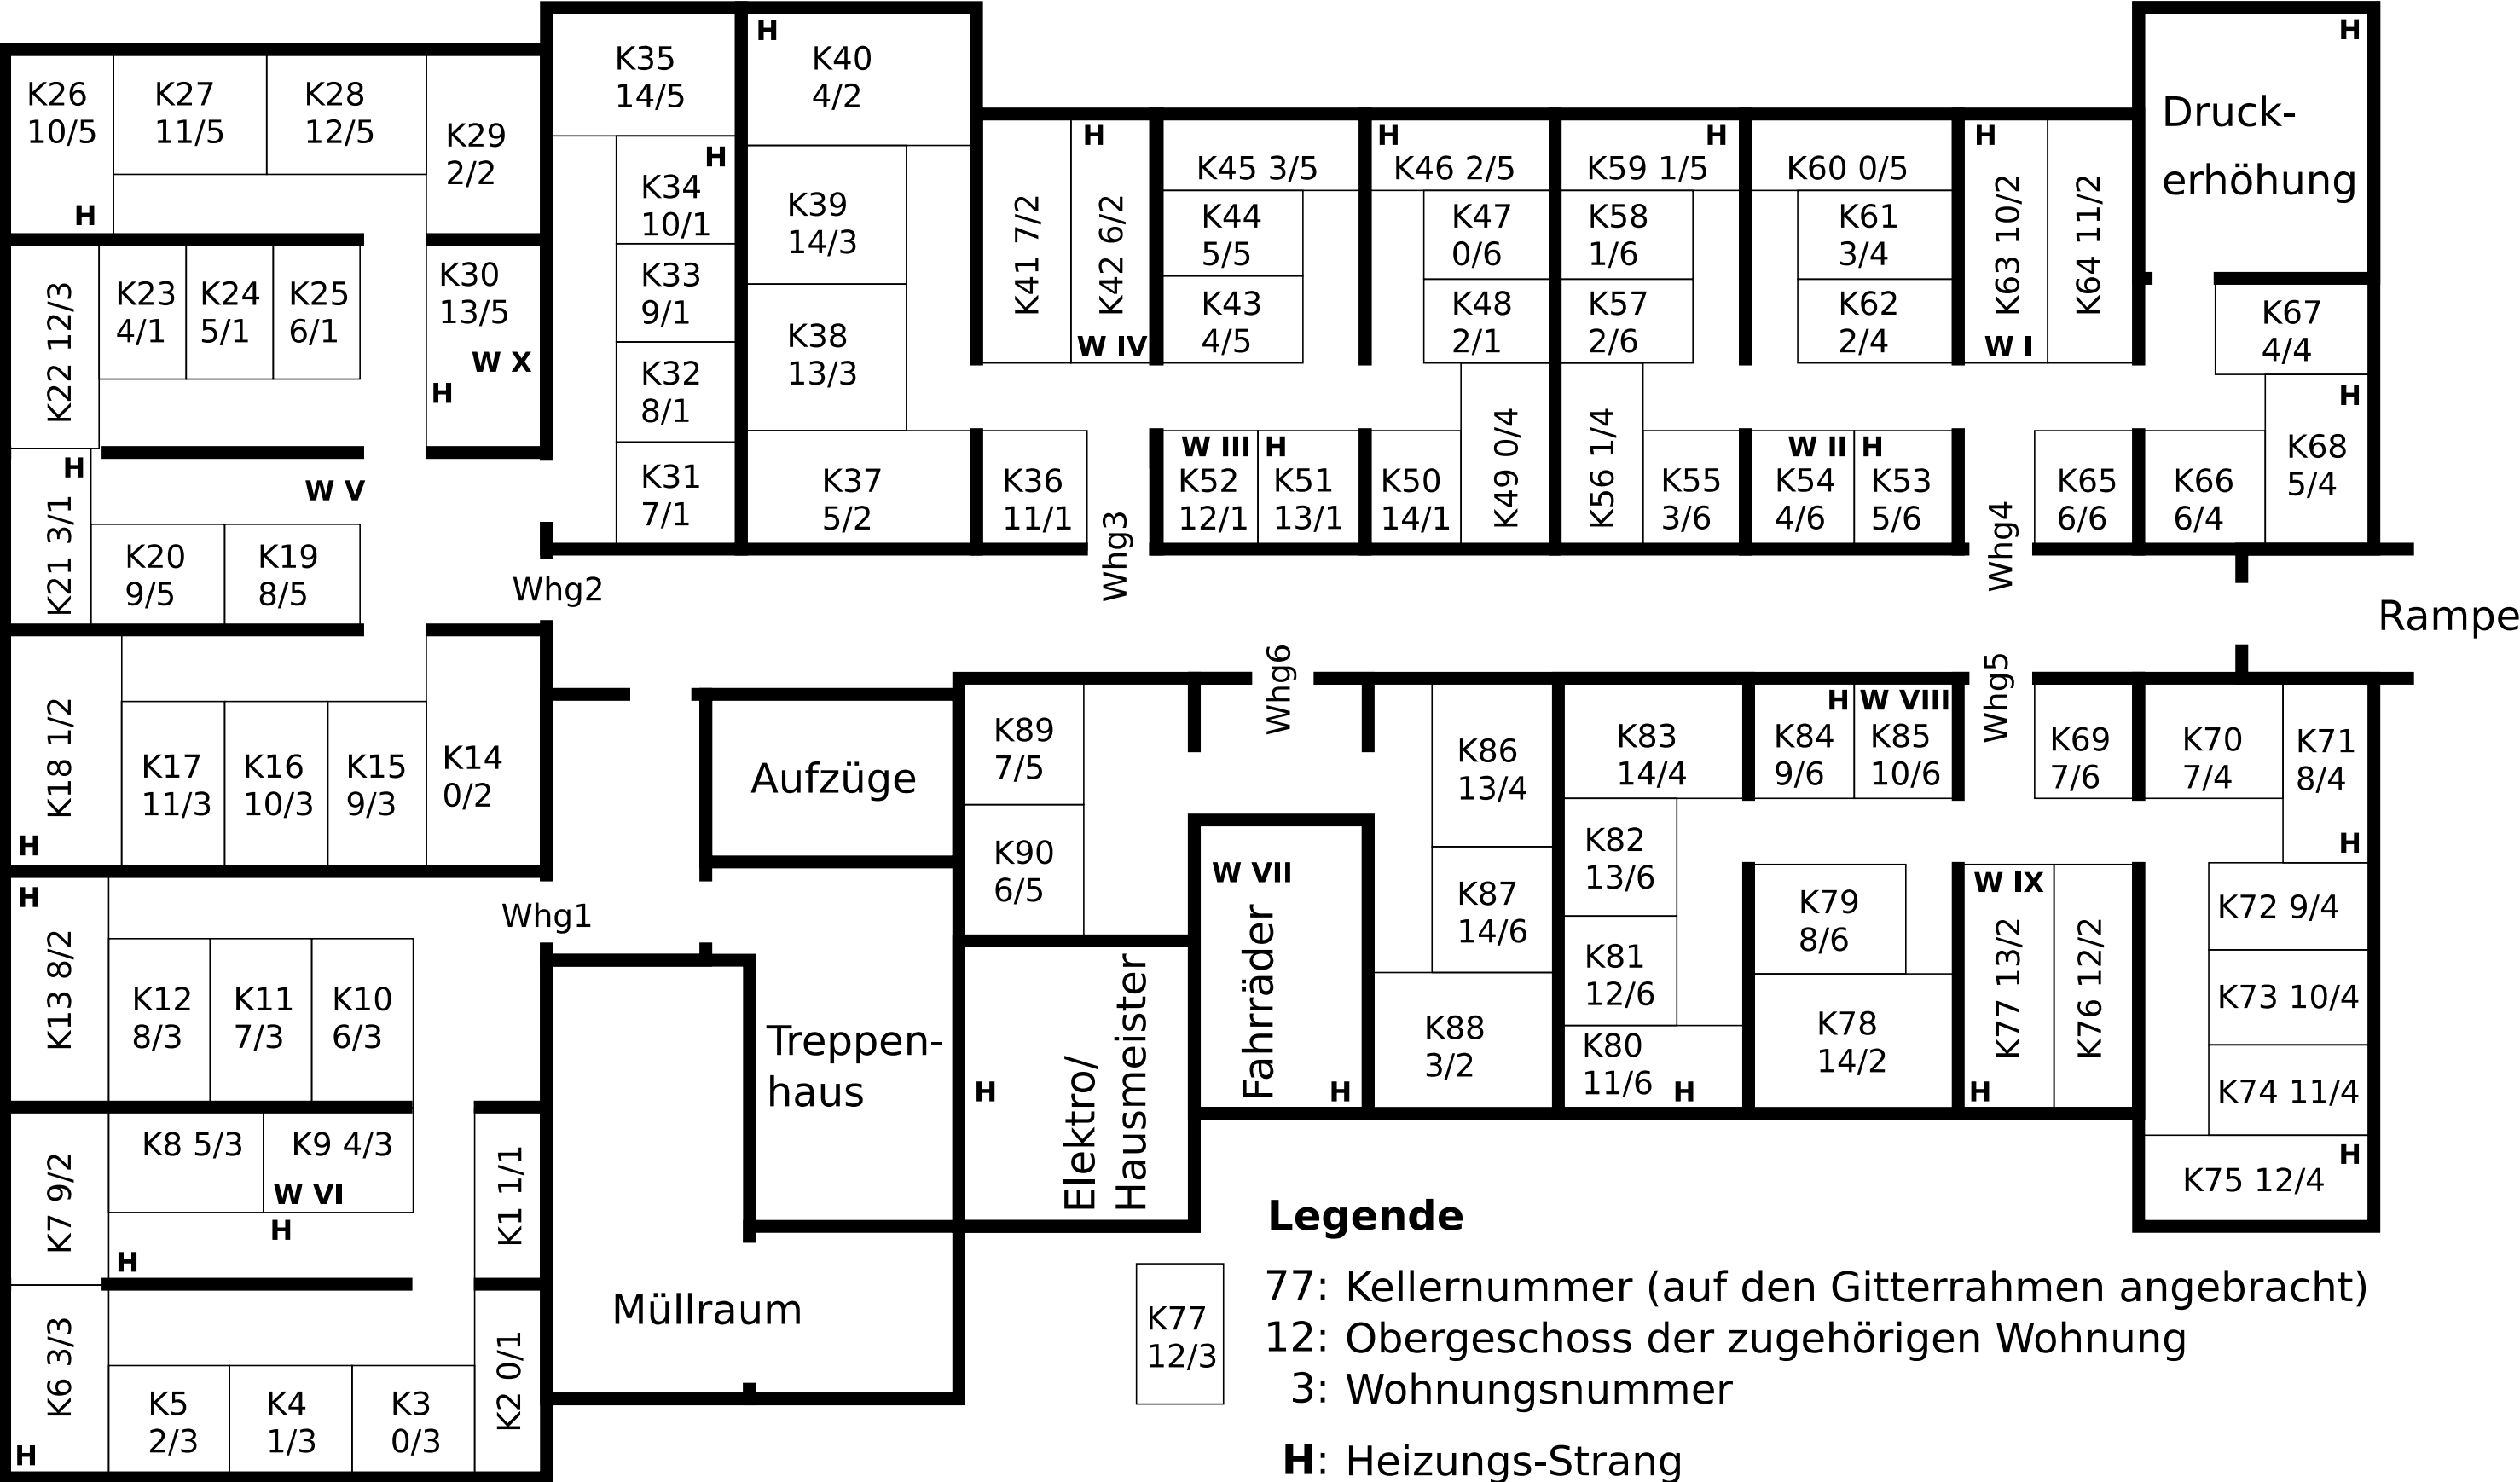 K26
10/5
H
K27
11/5
K28
12/5
K29
2/2
K35
14/5
H
K40
4/2
H
Druck-
erhöhung
K22 12/3
K23
4/1
K24
5/1
K25
6/1
K30
13/5
W X
H
H
K34
10/1
K33
9/1
K32
8/1
K31
7/1
K39
14/3
K38
13/3
K37
5/2
K41 7/2
H
K42 6/2
W IV
K45 3/5
K44
5/5
K43
4/5
H
K46 2/5
K47
0/6
K48
2/1
K49 0/4
H
K59 1/5
K58
1/6
K57
2/6
K56 1/4
K60 0/5
K61
3/4
K62
2/4
H
K63 10/2
W I
K64 11/2
K67
4/4
H
K68
5/4
K36
11/1
Whg3
W III
K52
12/1
H
K51
13/1
K50
14/1
K55
3/6
W II
K54
4/6
H
K53
5/6
Whg4
K65
6/6
K66
6/4
H
K21 3/1
W V
K20
9/5
K19
8/5
Whg2
Rampe
K18 1/2
H
K17
11/3
K16
10/3
K15
9/3
K14
0/2
Aufzüge
K89
7/5
K90
6/5
Whg6
K86
13/4
K87
14/6
K88
3/2
K83
14/4
K82
13/6
K81
12/6
K80
11/6
H
H
K84
9/6
W VIII
K85
10/6
Whg5
K69
7/6
K70
7/4
K71
8/4
H
K79
8/6
K78
14/2
W IX
K77 13/2
H
K76 12/2
K72 9/4
K73 10/4
K74 11/4
H
K75 12/4
H
K13 8/2
K12
8/3
K11
7/3
K10
6/3
Whg1
Treppen-
haus
H
Elektro/
Hausmeister
W VII
Fahrräder
H
K7 9/2
K8 5/3
K9 4/3
W VI
H
H
K1 1/1
K6 3/3
H
K5
2/3
K4
1/3
K3
0/3
K2 0/1
Müllraum
Legende
K77
12/3
77: Kellernummer (auf den Gitterrahmen angebracht)
12: Obergeschoss der zugehörigen Wohnung
3: Wohnungsnummer
H: Heizungs-Strang